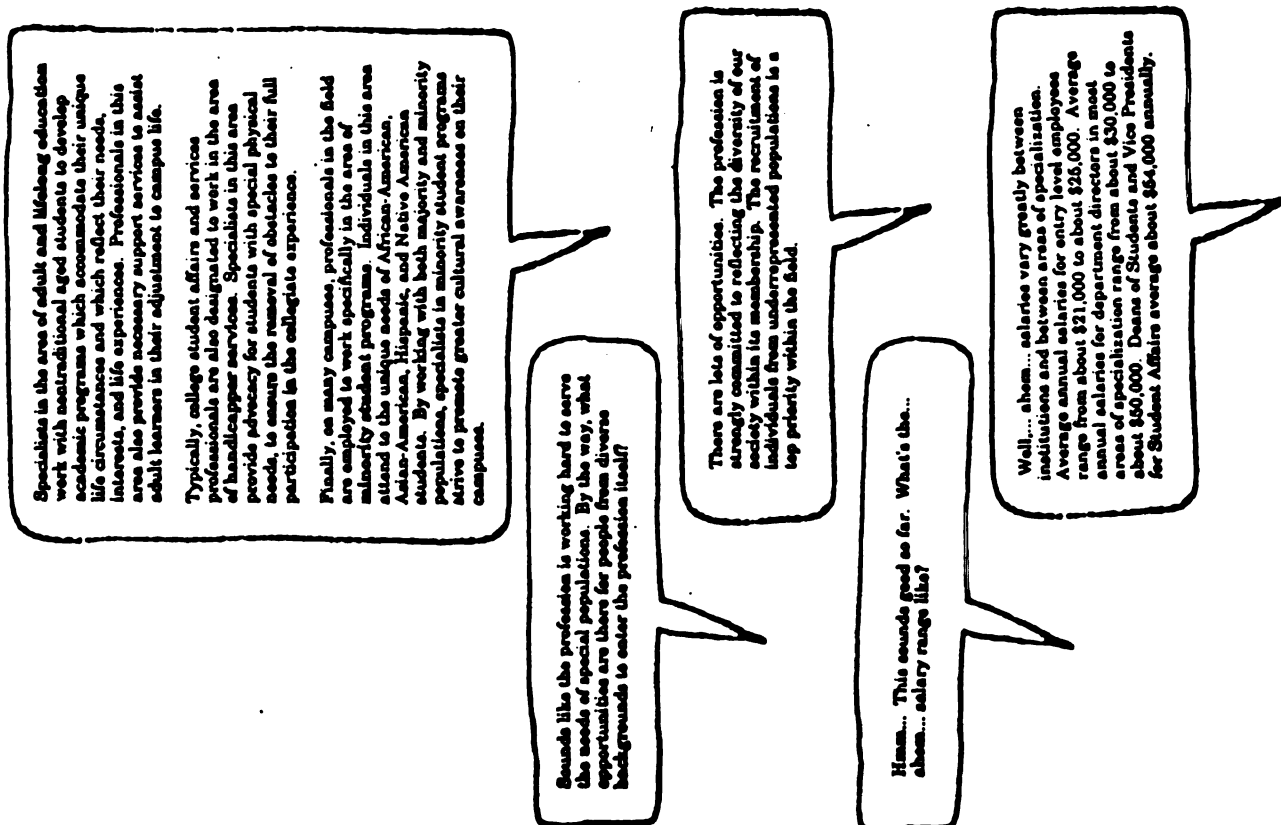 Specialists in the area of adult and lifelong education
work with nontraditional aged students to develop
academic programs which accommodate their unique
life circumstances and which reflect their needs,
interests, and life experiences. Professionals in this
area also provide necessary support services to assist
adult learners in their adjustment to campus life.
Typically, college student affairs and services
professionals are also designated to work in the area
of handicapper services. Specialists in this area
provide advocacy for students with special physical
needs, to ensure the removal of obstacles to their full
participation in the collegiate experience.
Finally, on many campuses, professionals in the field
are employed to work specifically in the area of
minority student programs. Individuals in this area
attend to the unique needs of African-American,
Asian-American, Hispanic, and Native American
students. By working with both majority and minority
populations, specialists in minority student programs
strive to promote greater cultural awareness on their
campuses.
Sounds like the profession is working hard to serve
the needs of special populations. By the way, what
opportunities are there for people from diverse
backgrounds to enter the profession itself?
There are lots of opportunities. The profession is
strongly committed to reflecting the diversity of our
society within its membership. The recruitment of
individuals from underrepresented populations is a
top priority within the field.
Hmm... This sounds good so far. What's the...
ahem... salary range like?
Well,... ahem... salaries vary greatly between
institutions and between areas of specialization.
Average annual salaries for entry level employees
range from about $21,000 to about $25,000. Average
annual salaries for department directors in most
areas of specialization range from about $30,000 to
about $50,000. Deans of Students and Vice Presidents
for Student Affairs average about $54,000 annually.